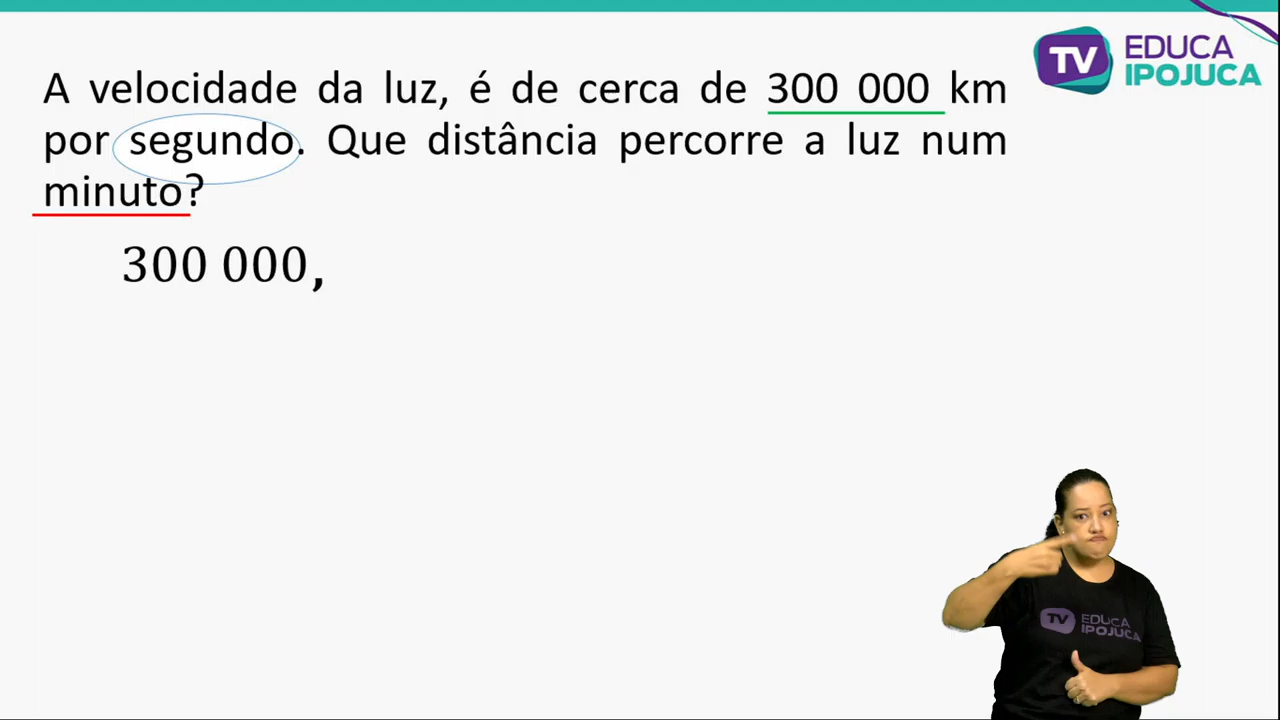 TV EDUCA
IPOJUCA
A velocidade da luz, é de cerca de 300 000 km
por segundo. Que distância percorre a luz num
minuto?
300 000,
TV EDUCA
IPOJUCA